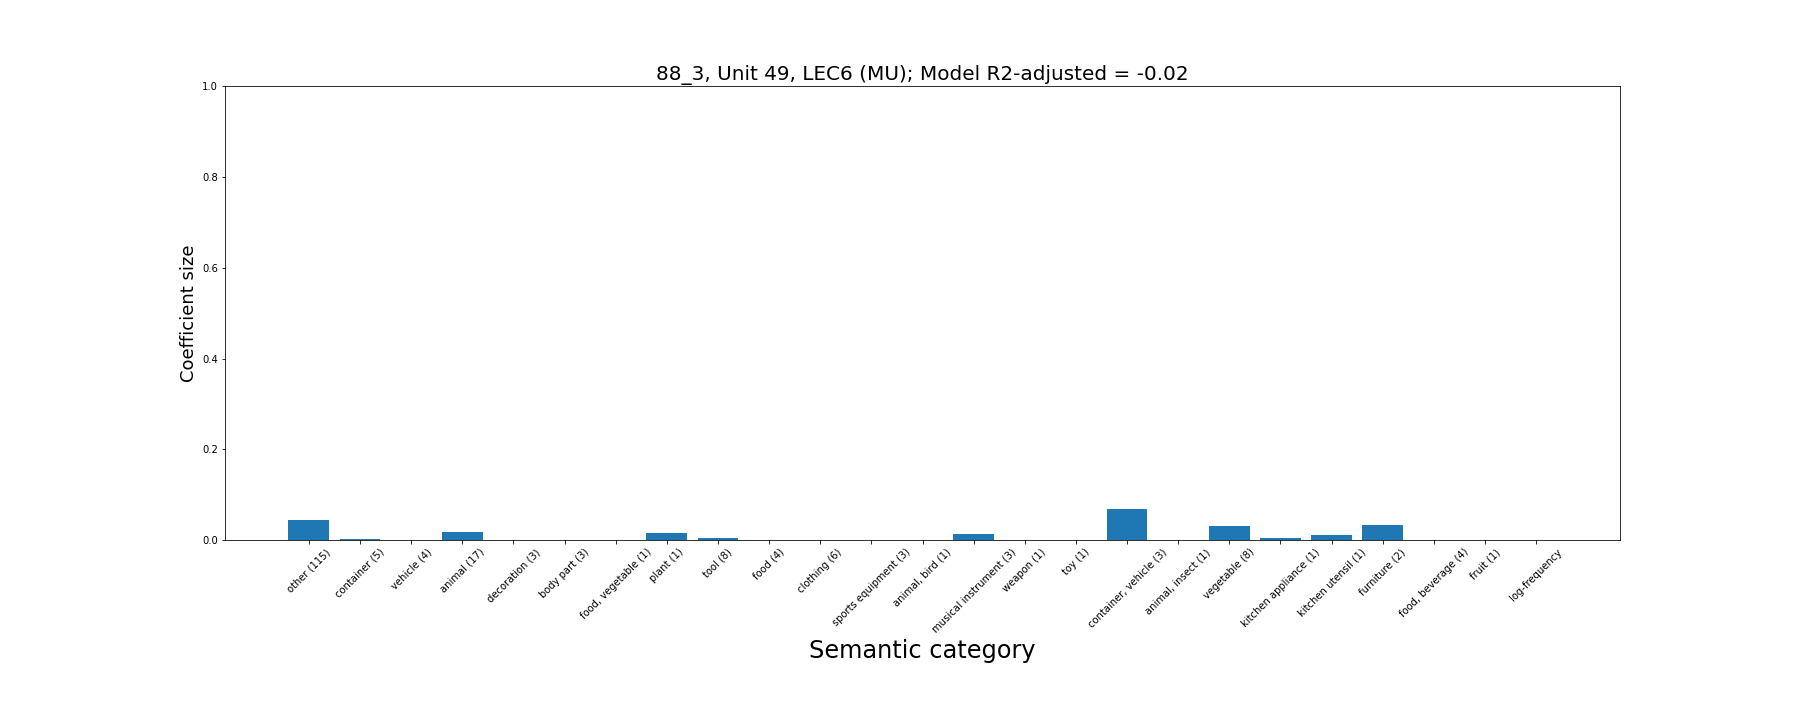 88_3, Unit 49, LEC6 (MU); Model R2-adjusted = -0.02
1.0
0.8
0.6
0.4
0.2
0.0
Coefficient size
other (115)
container (5)
vehicle (4)
animal (17)
decoration (3)
body part (3)
food, vegetable (1)
plant (1)
tool (8)
food (4)
clothing (6)
sports equipment (3)
animal, bird (1)
musical instrument (3)
weapon (1)
toy (1)
container, vehicle (3)
animal, insect (1)
vegetable (8)
kitchen appliance (1)
kitchen utensil (1)
furniture (2)
food, beverage (4)
fruit (1)
log-frequency
Semantic category